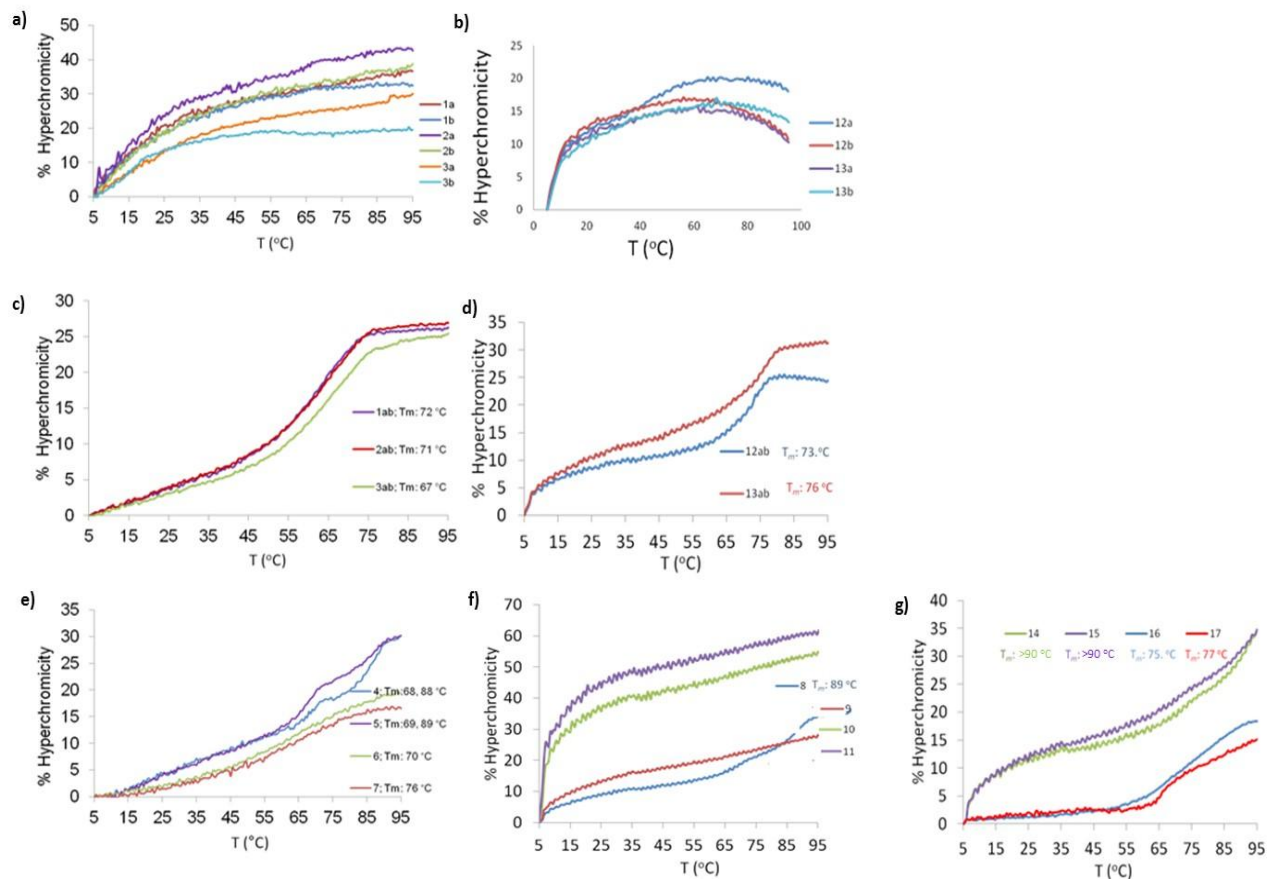 a)
% Hyperchromicity
50
40
30
20
10
0
5 15 25 35 45 55 65 75 85 95
T (°C)
1a
1b
2a
2b
3a
3b
b)
% Hyperchromicity
25
20
15
10
5
0
0 20 40 60 80 100
T (°C)
12a
12b
13a
13b
c)
% Hyperchromicity
30
25
20
15
10
5
0
5 15 25 35 45 55 65 75 85 95
T (°C)
1ab; Tm: 72 °C
2ab; Tm: 71 °C
3ab; Tm: 67 °C
d)
% Hyperchromicity
35
30
25
20
15
10
5
0
5 15 25 35 45 55 65 75 85 95
T (°C)
12ab Tm: 73.°C
13ab Tm: 76 °C
e)
% Hyperchromicity
35
30
25
20
15
10
5
0
5 15 25 35 45 55 65 75 85 95
T (°C)
4; Tm:68, 88 °C
5; Tm:69, 89 °C
6; Tm: 70 °C
7; Tm: 76 °C
f)
% Hyperchromicity
70
60
50
40
30
20
10
0
5 15 25 35 45 55 65 75 85 95
T (°C)
8 Tm: 89 °C
9
10
11
g)
% Hyperchromicity
40
35
30
25
20
15
10
5
0
5 15 25 35 45 55 65 75 85 95
T (°C)
14 15 16 17
Tm: >90 °C Tm: >90 °C Tm: 75. °C Tm: 77 °C